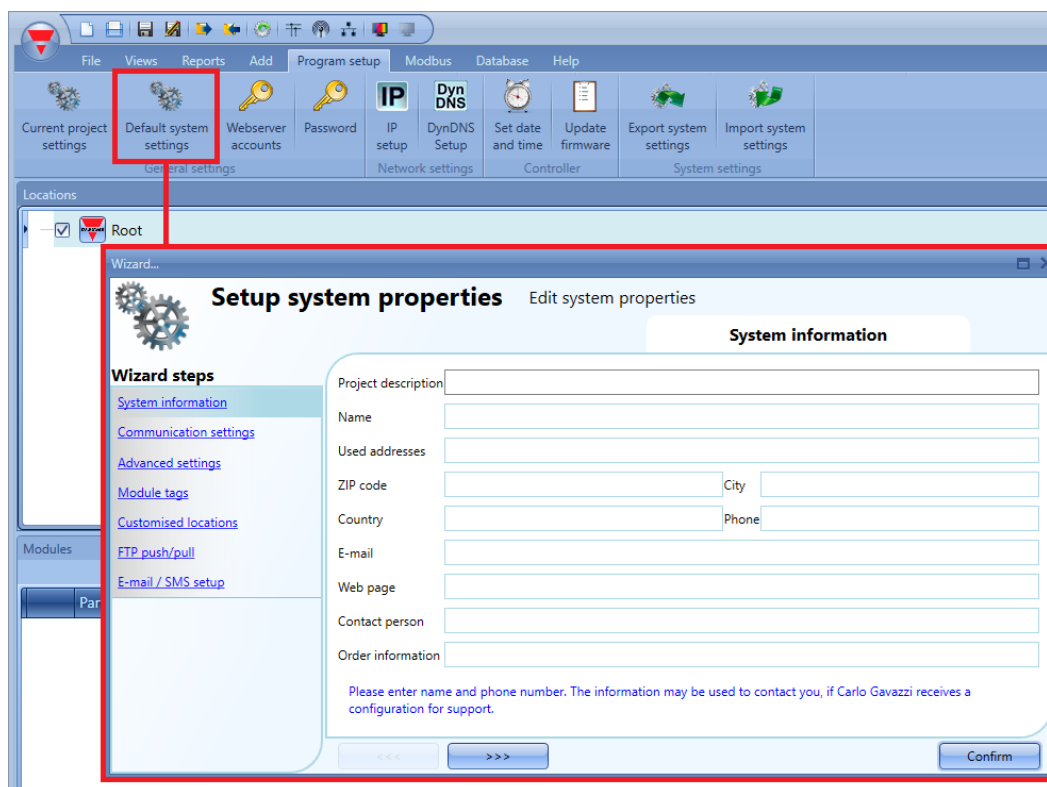 File Views Reports Add Program setup Modbus Database Help
IP Dyn DNS
Current project settings Default system settings Webserver accounts Password IP setup DynDNS Setup Set date and time Update firmware Export system settings Import system settings
General settings Network settings Controller System settings
Locations
Root
Wizard...
Setup system properties Edit system properties
System information
Wizard steps
System information
Communication settings
Advanced settings
Module tags
Customised locations
FTP push/pull
E-mail / SMS setup
Project description
Name
Used addresses
ZIP code City
Country Phone
E-mail
Web page
Contact person
Order information
Please enter name and phone number. The information may be used to contact you, if Carlo Gavazzi receives a
configuration for support.
<<< >>> Confirm
Modules
Par